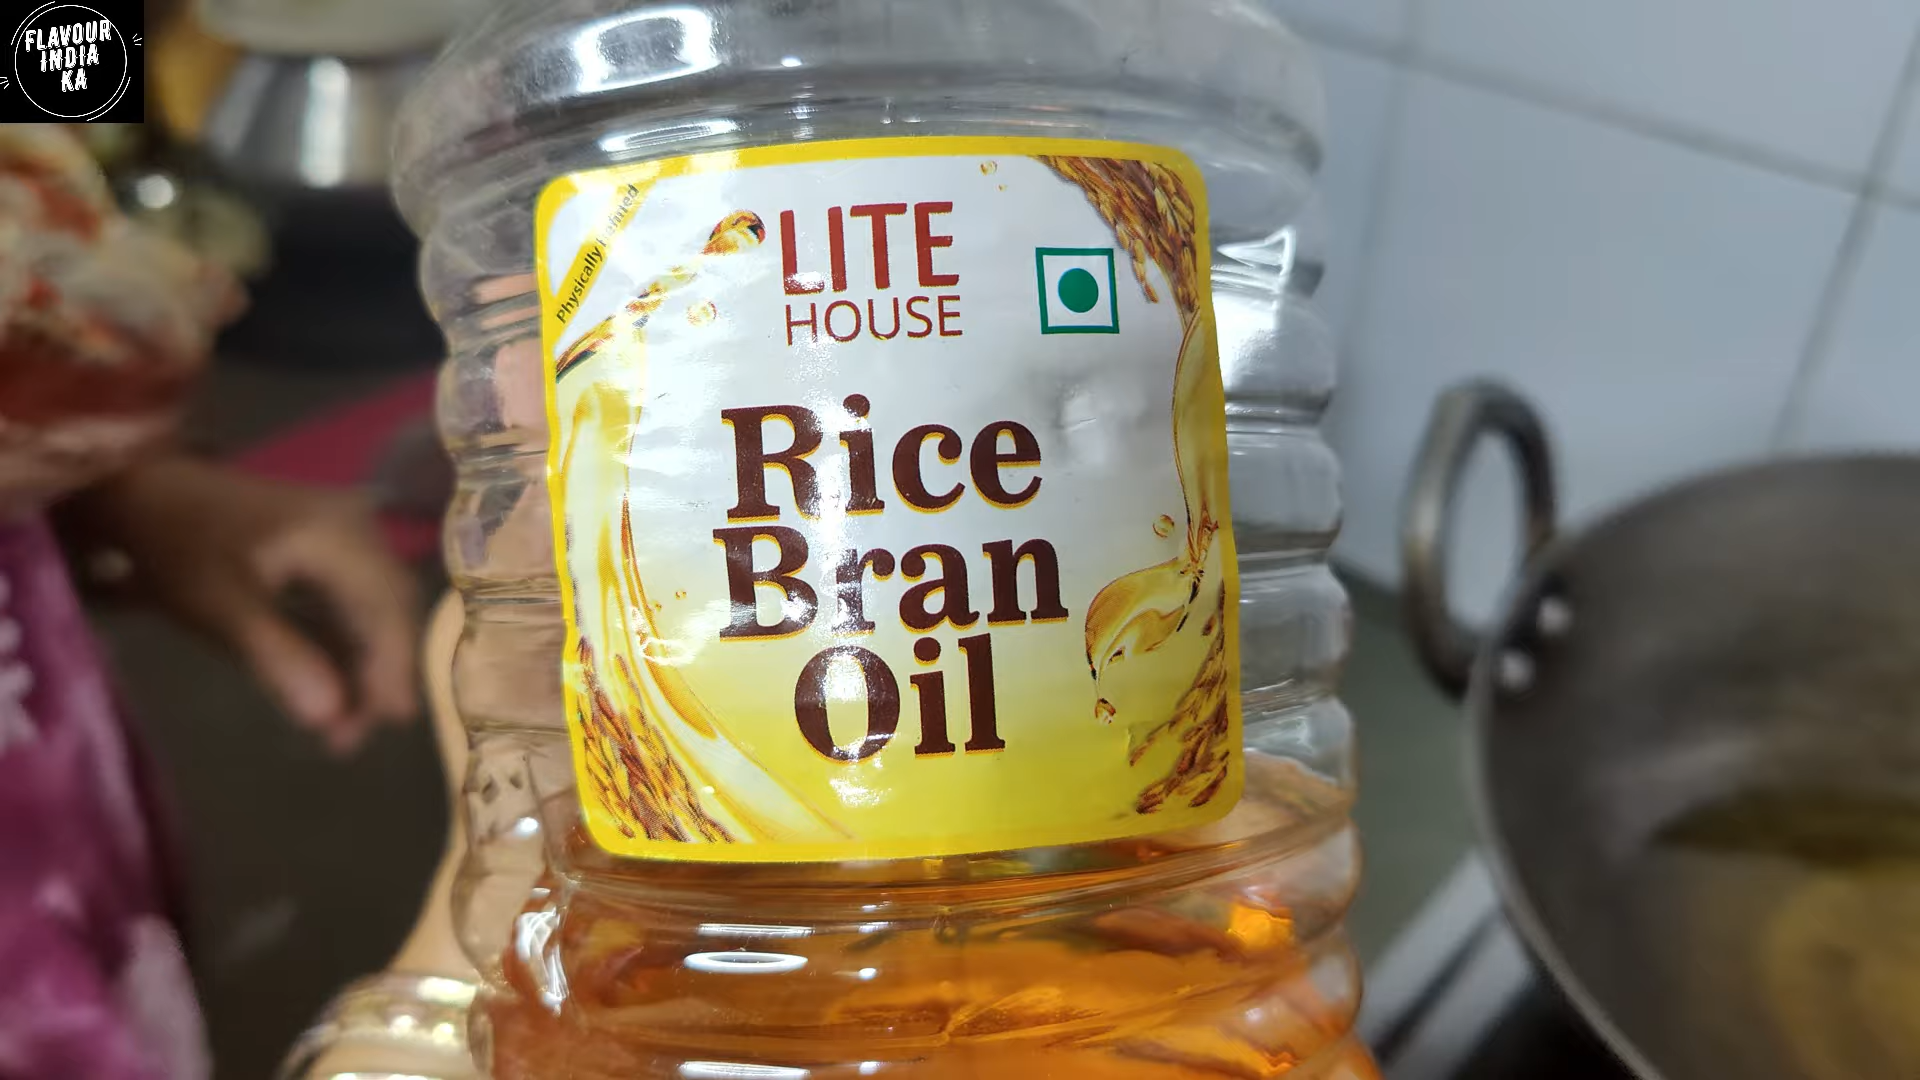 FLAVOUR
INDIA
KA
Physically Refined
LITE
HOUSE
Rice
Bran
Oil